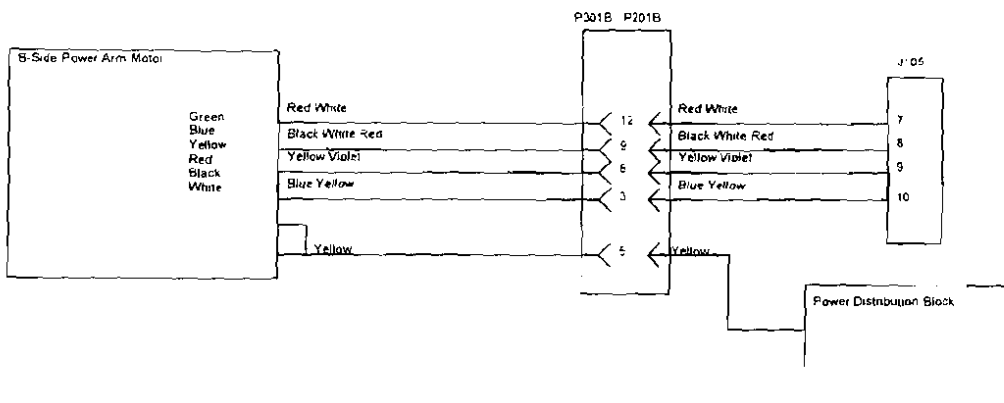 P301B P201B
B-Side Power Arm Motor
J105
Green
Blue
Yellow
Red
Black
White
Red White
Black White Red
Yellow Violet
Blue Yellow
Yellow
12
9
6
3
5
Red White
Black White Red
Yellow Violet
Blue Yellow
Yellow
7
8
9
10
Power Distribution Block